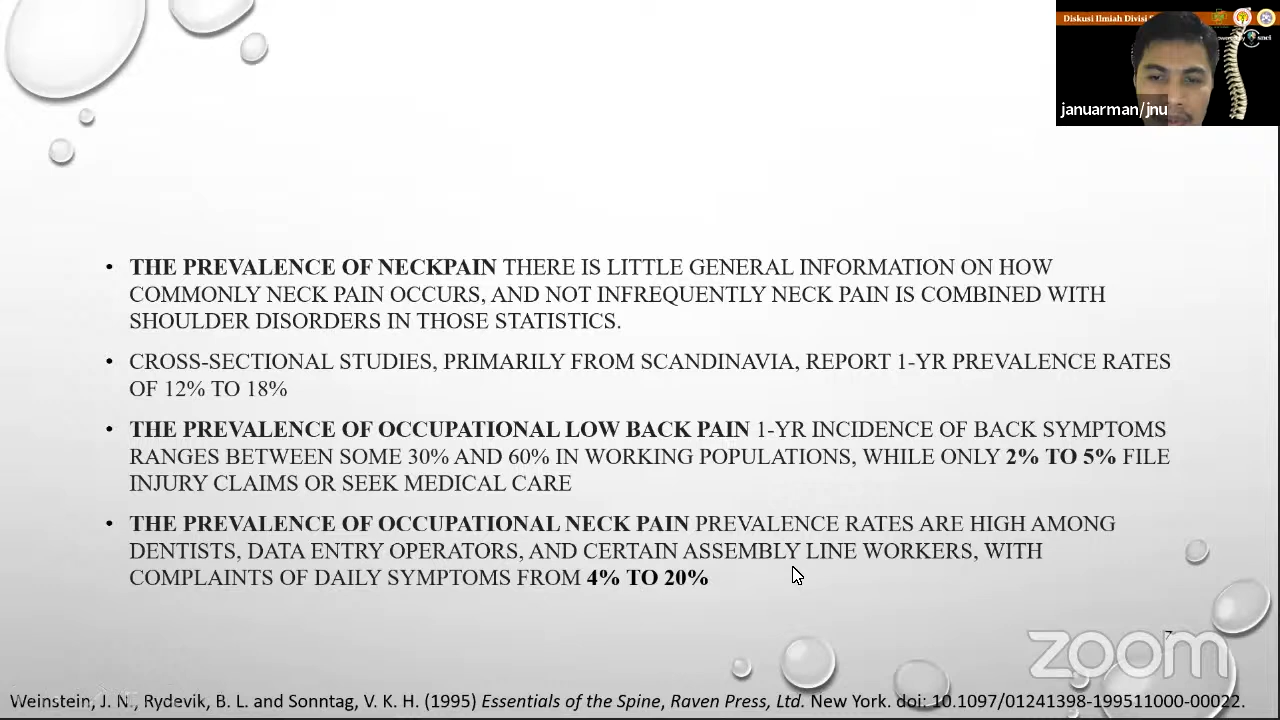 Diskusi Ilmiah Divisi
januarman/jnu
• THE PREVALENCE OF NECKPAIN THERE IS LITTLE GENERAL INFORMATION ON HOW
COMMONLY NECK PAIN OCCURS, AND NOT INFREQUENTLY NECK PAIN IS COMBINED WITH
SHOULDER DISORDERS IN THOSE STATISTICS.
• CROSS-SECTIONAL STUDIES, PRIMARILY FROM SCANDINAVIA, REPORT 1-YR PREVALENCE RATES
OF 12% TO 18%
• THE PREVALENCE OF OCCUPATIONAL LOW BACK PAIN 1-YR INCIDENCE OF BACK SYMPTOMS
RANGES BETWEEN SOME 30% AND 60% IN WORKING POPULATIONS, WHILE ONLY 2% TO 5% FILE
INJURY CLAIMS OR SEEK MEDICAL CARE
• THE PREVALENCE OF OCCUPATIONAL NECK PAIN PREVALENCE RATES ARE HIGH AMONG
DENTISTS, DATA ENTRY OPERATORS, AND CERTAIN ASSEMBLY LINE WORKERS, WITH
COMPLAINTS OF DAILY SYMPTOMS FROM 4% TO 20%
7
zoom
Weinstein, J. N., Rydevik, B. L. and Sonntag, V. K. H. (1995) Essentials of the Spine, Raven Press, Ltd. New York. doi: 10.1097/01241398-199511000-00022.